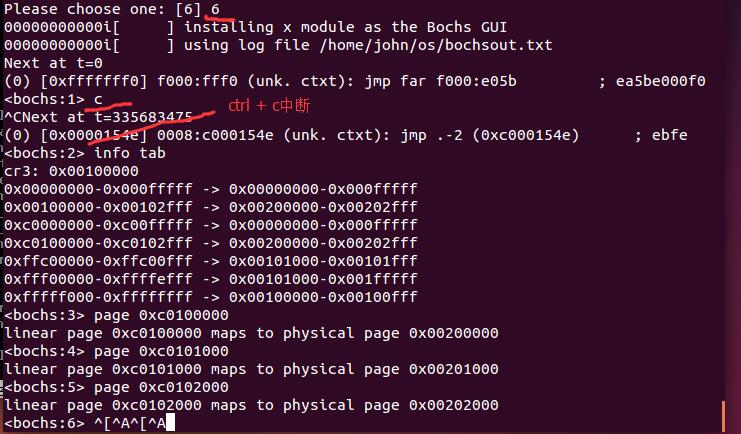 Please choose one: [6] 6
00000000000i[     ] installing x module as the Bochs GUI
00000000000i[     ] using log file /home/john/os/bochsout.txt
Next at t=0
(0) [0xfffffff0] f000:fff0 (unk. ctxt): jmp far f000:e05b         ; ea5be000f0
<bochs:1> c
ctrl + c中断
^CNext at t=335683475
(0) [0x0000154e] 0008:c000154e (unk. ctxt): jmp .-2 (0xc000154e)      ; ebfe
<bochs:2> info tab
cr3: 0x00100000
0x00000000-0x000fffff -> 0x00000000-0x000fffff
0x00100000-0x00102fff -> 0x00200000-0x00202fff
0xc0000000-0xc00fffff -> 0x00000000-0x000fffff
0xc0100000-0xc0102fff -> 0x00200000-0x00202fff
0xffc00000-0xffc00fff -> 0x00101000-0x00101fff
0xfff00000-0xffffefff -> 0x00101000-0x001fffff
0xfffff000-0xffffffff -> 0x00100000-0x00100fff
<bochs:3> page 0xc0100000
linear page 0xc0100000 maps to physical page 0x00200000
<bochs:4> page 0xc0101000
linear page 0xc0101000 maps to physical page 0x00201000
<bochs:5> page 0xc0102000
linear page 0xc0102000 maps to physical page 0x00202000
<bochs:6> ^[^A^[^A